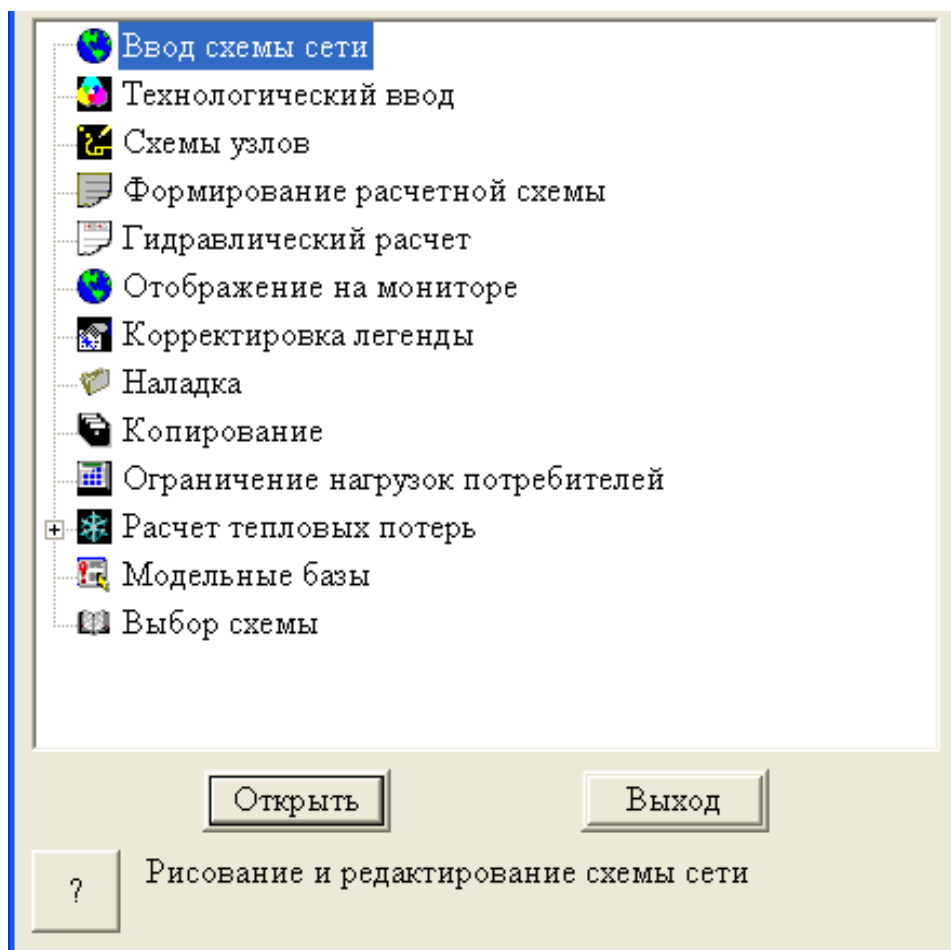 Ввод схемы сети
Технологический ввод
Схемы узлов
Формирование расчетной схемы
Гидравлический расчет
Отображение на мониторе
Корректировка легенды
Наладка
Копирование
Ограничение нагрузок потребителей
Расчет тепловых потерь
Модельные базы
Выбор схемы
Открыть
Выход
?
Рисование и редактирование схемы сети